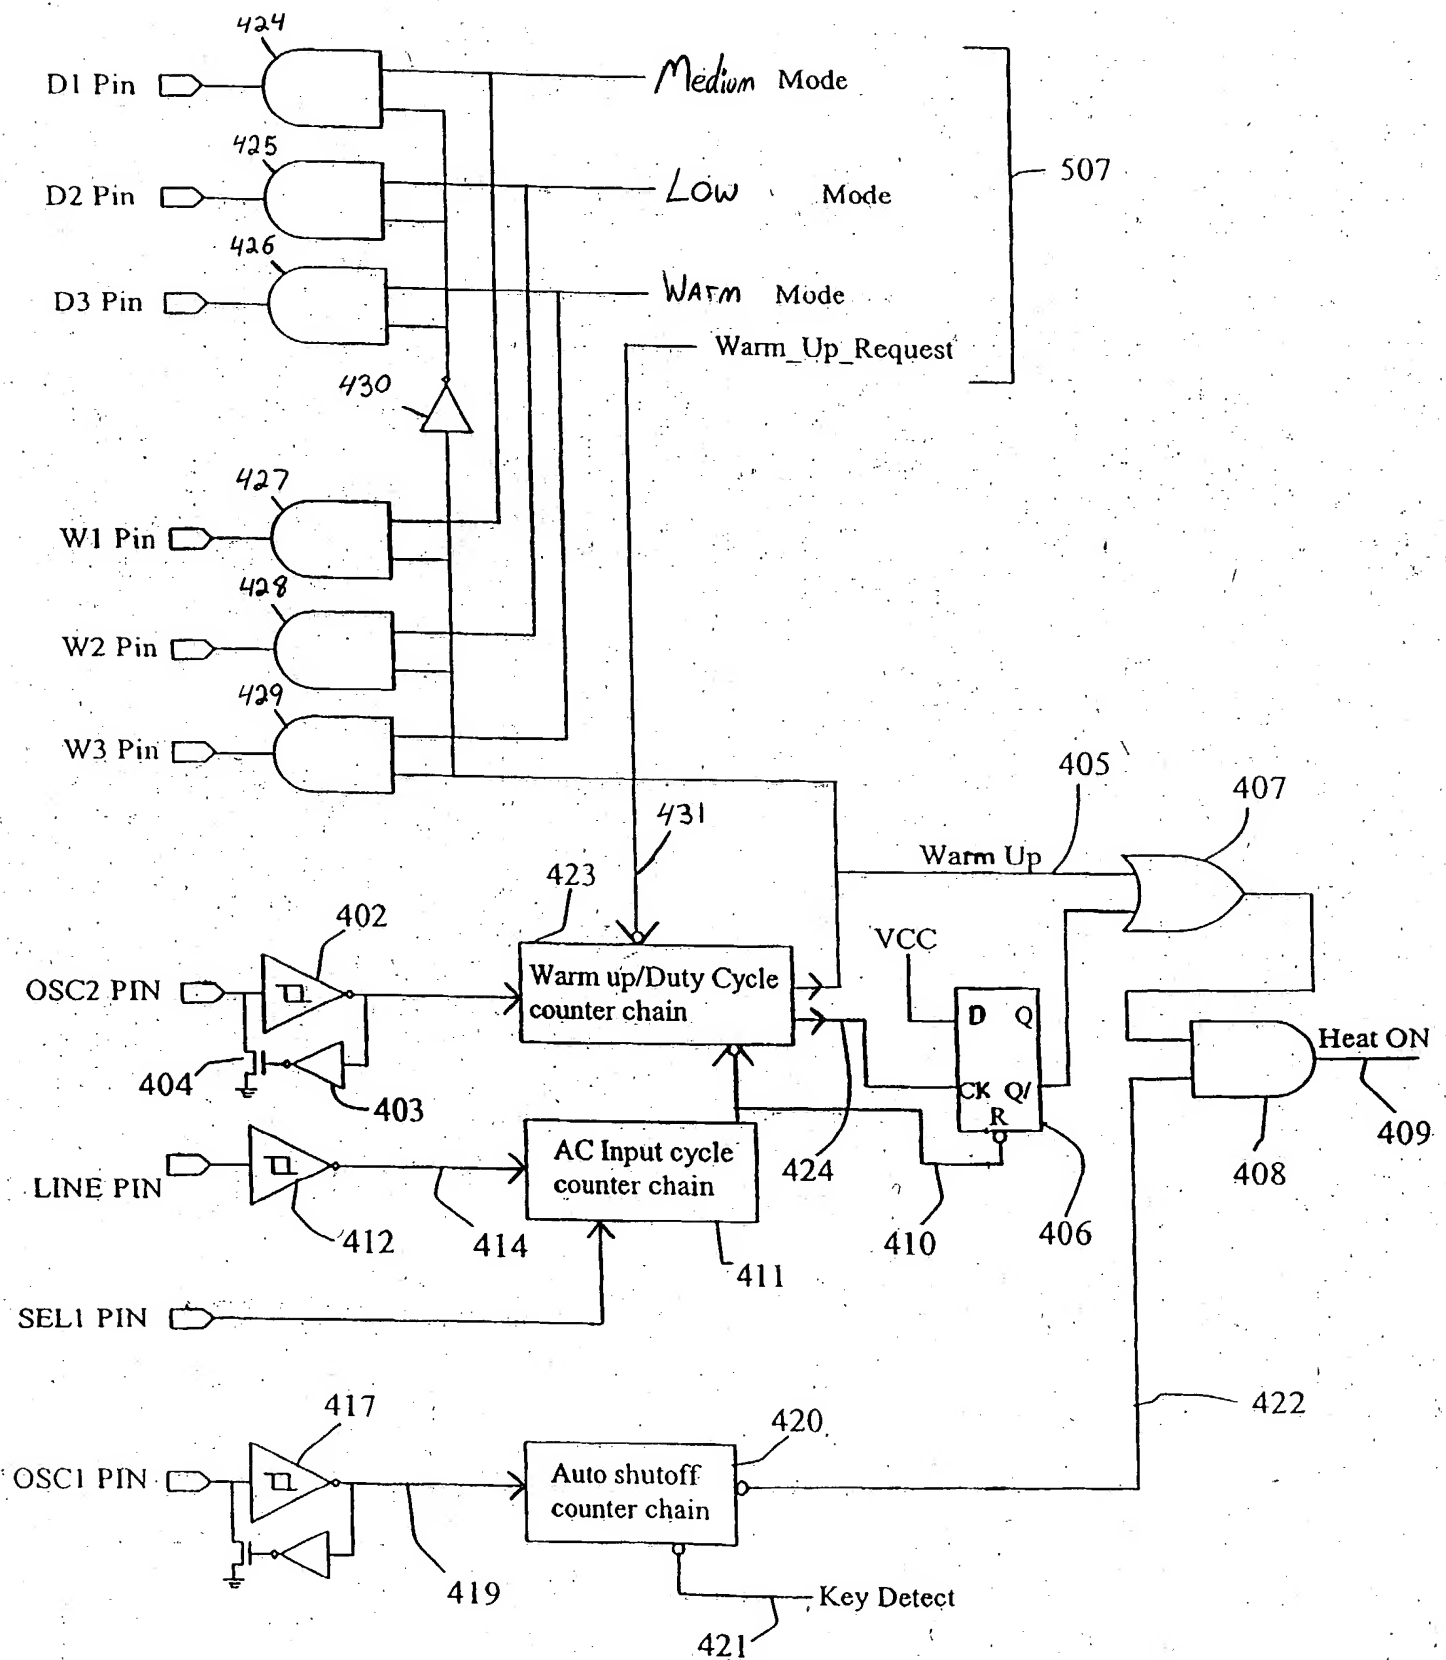 424
D1 Pin
Medium Mode
425
507
D2 Pin
Low Mode
426
D3 Pin
Warm Mode
Warm_Up_Request
430
427
W1 Pin
428
W2 Pin
429
W3 Pin
405
407
431
Warm Up
423
402
VCC
OSC2 PIN
Warm up/Duty Cycle
counter chain
D Q
Heat ON
404
403
CK Q/
R
409
AC Input cycle
counter chain
424
408
LINE PIN
412
414
410
406
411
SEL1 PIN
417
420
422
OSC1 PIN
Auto shutoff
counter chain
419
Key Detect
421